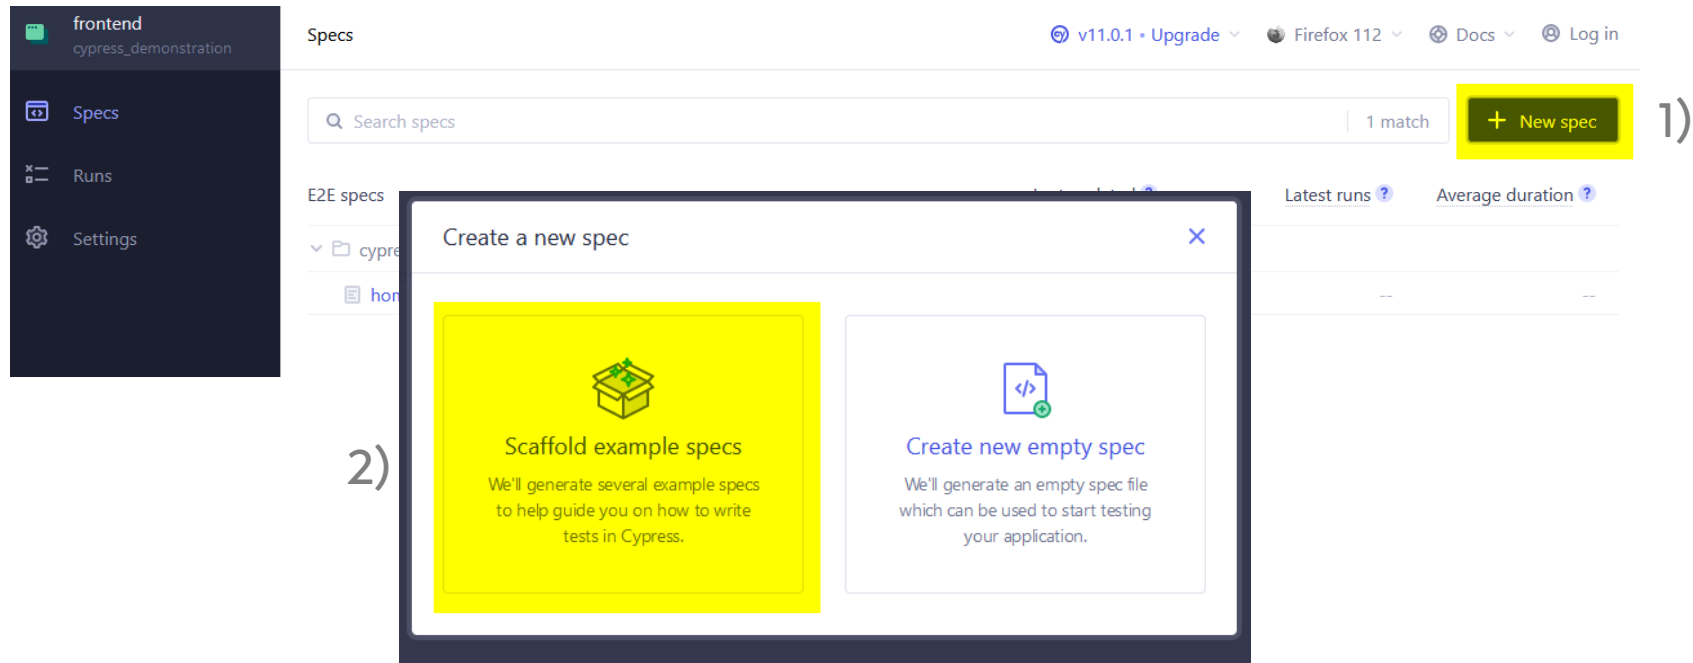 frontend
cypress_demonstration
Specs
v11.0.1 • Upgrade
Firefox 112
Docs
Log in
Specs
Runs
Settings
Search specs
1 match
+ New spec
1)
E2E specs
Latest runs ?
Average duration ?
Create a new spec
2)
Scaffold example specs
We'll generate several example specs
to help guide you on how to write
tests in Cypress.
</>
Create new empty spec
We'll generate an empty spec file
which can be used to start testing
your application.
--
--